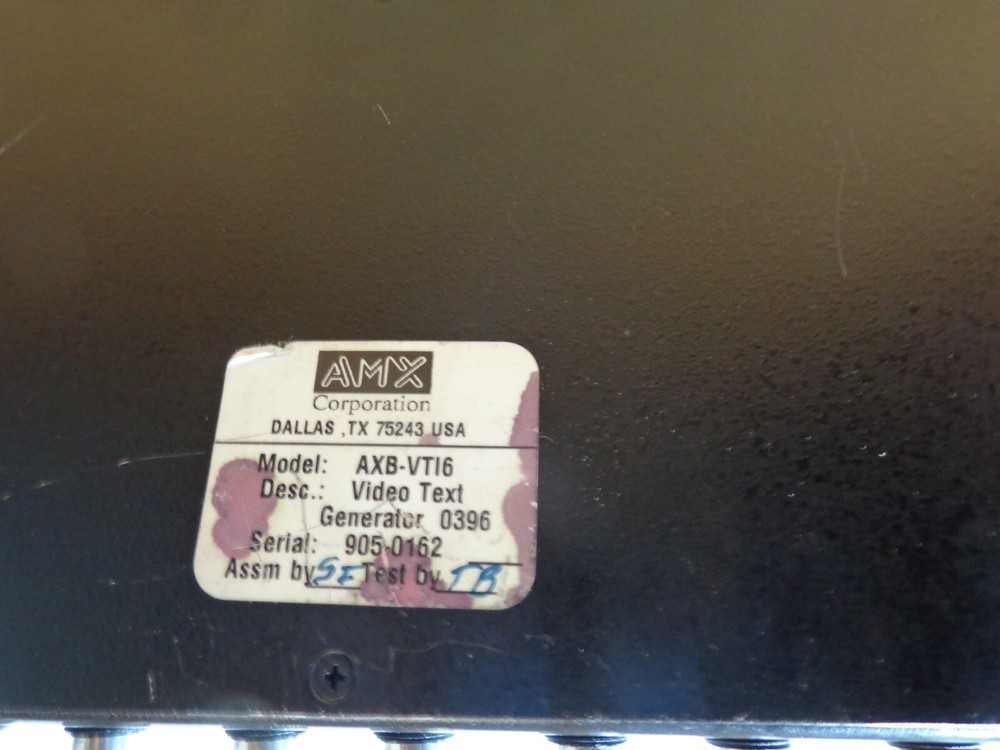 AMX
Corporation
DALLAS ,TX 75243 USA
Model: AXB-VTI6
Desc.: Video Text
Generator 0396
Serial: 905-0162
Assm by SE Test by TB